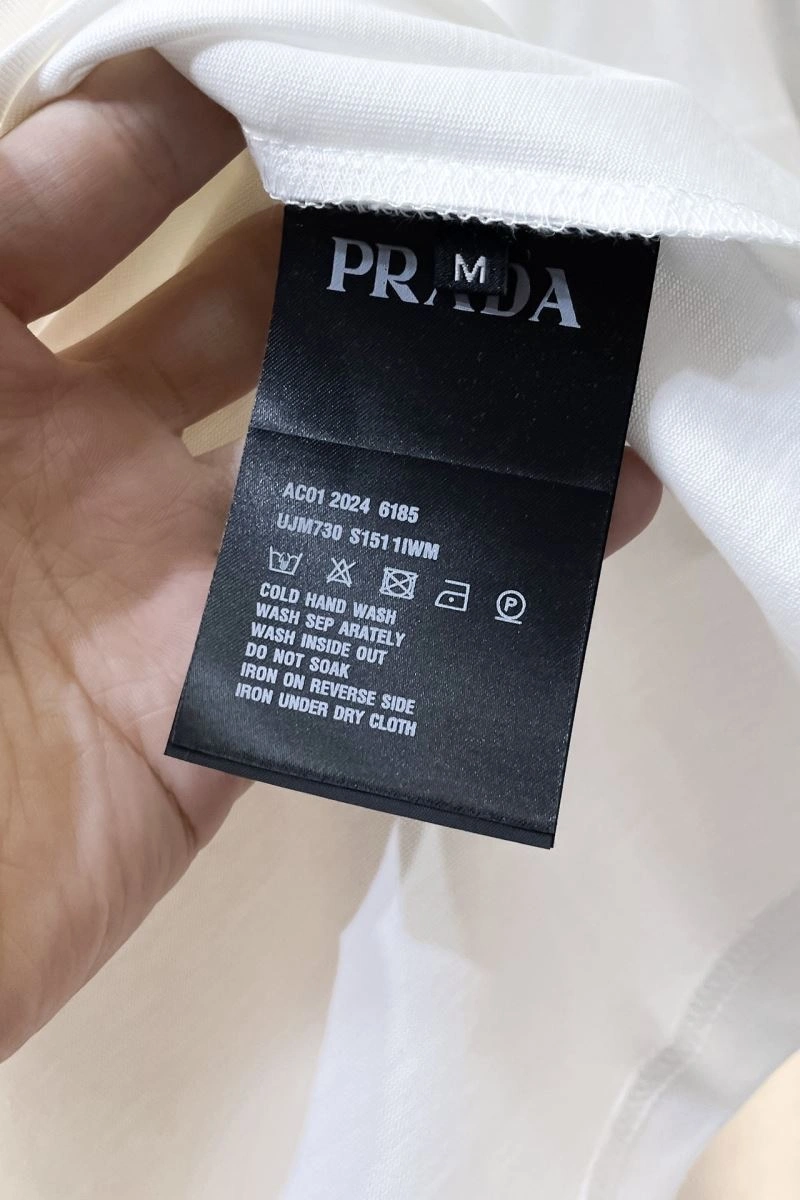 PRADA
M
AC01 2024 6185
UJM730 S151 1IWM
P
COLD HAND WASH
WASH SEP ARATELY
WASH INSIDE OUT
DO NOT SOAK
IRON ON REVERSE SIDE
IRON UNDER DRY CLOTH